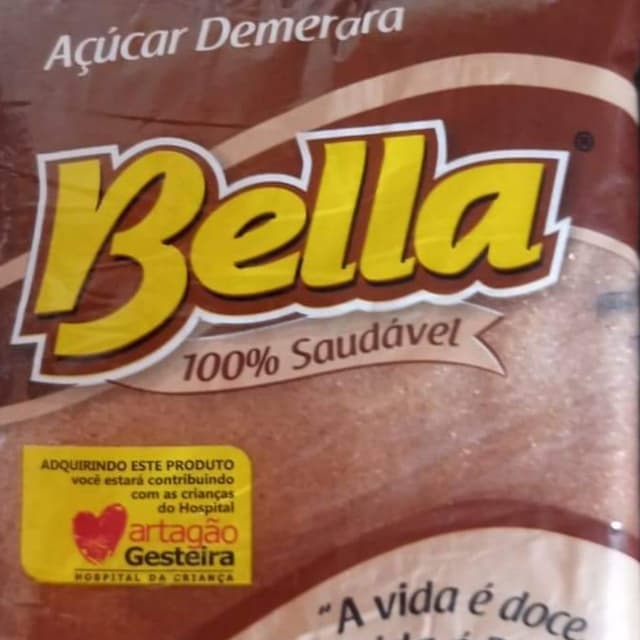 Açúcar Demerara
Bella®
100% Saudável
ADQUIRINDO ESTE PRODUTO
você estará contribuindo
com as crianças
do Hospital
artagão
Gesteira
HOSPITAL DA CRIANÇA
"A vida é doce